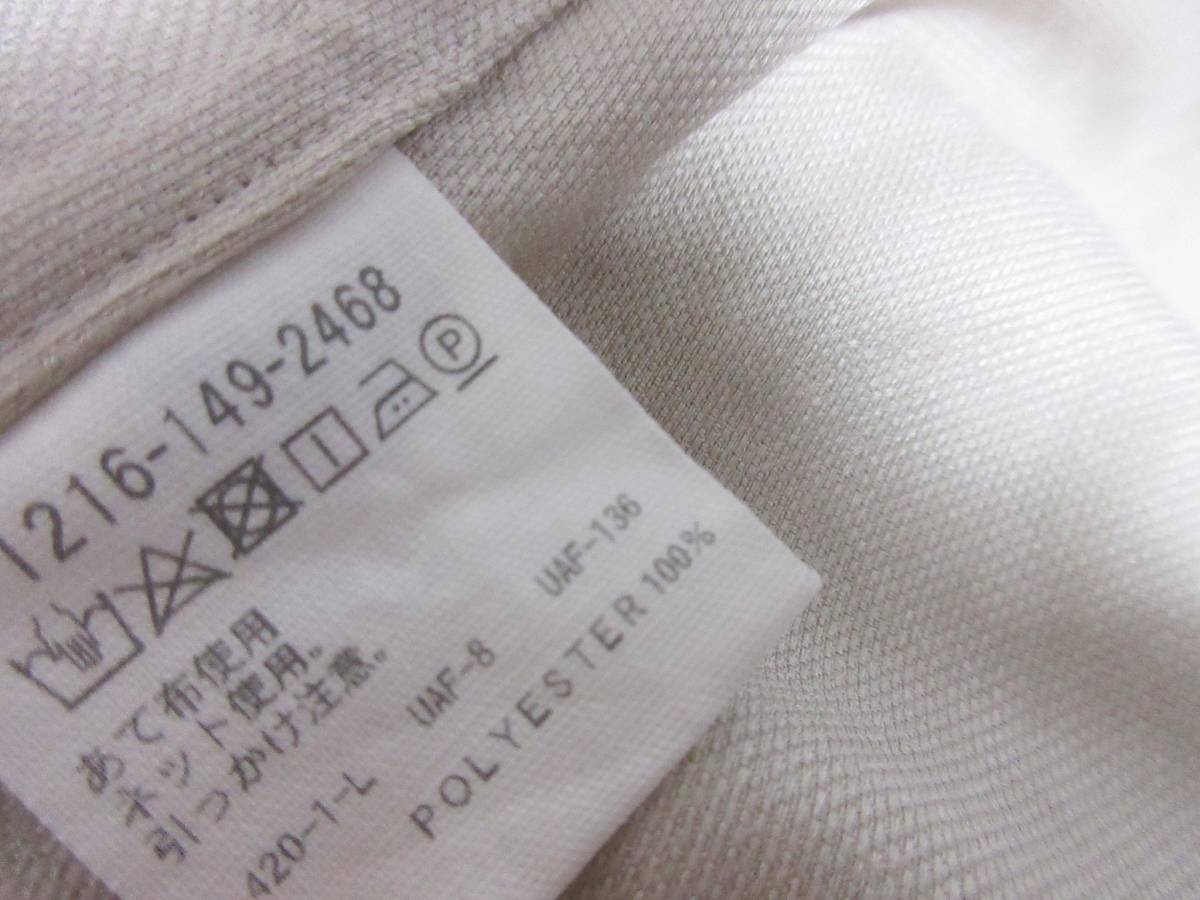 1216-149-2468
P
あて布使用
ネット使用。
引っかけ注意。
420-1-L
UAF-8
UAF-136
POLYESTER 100%